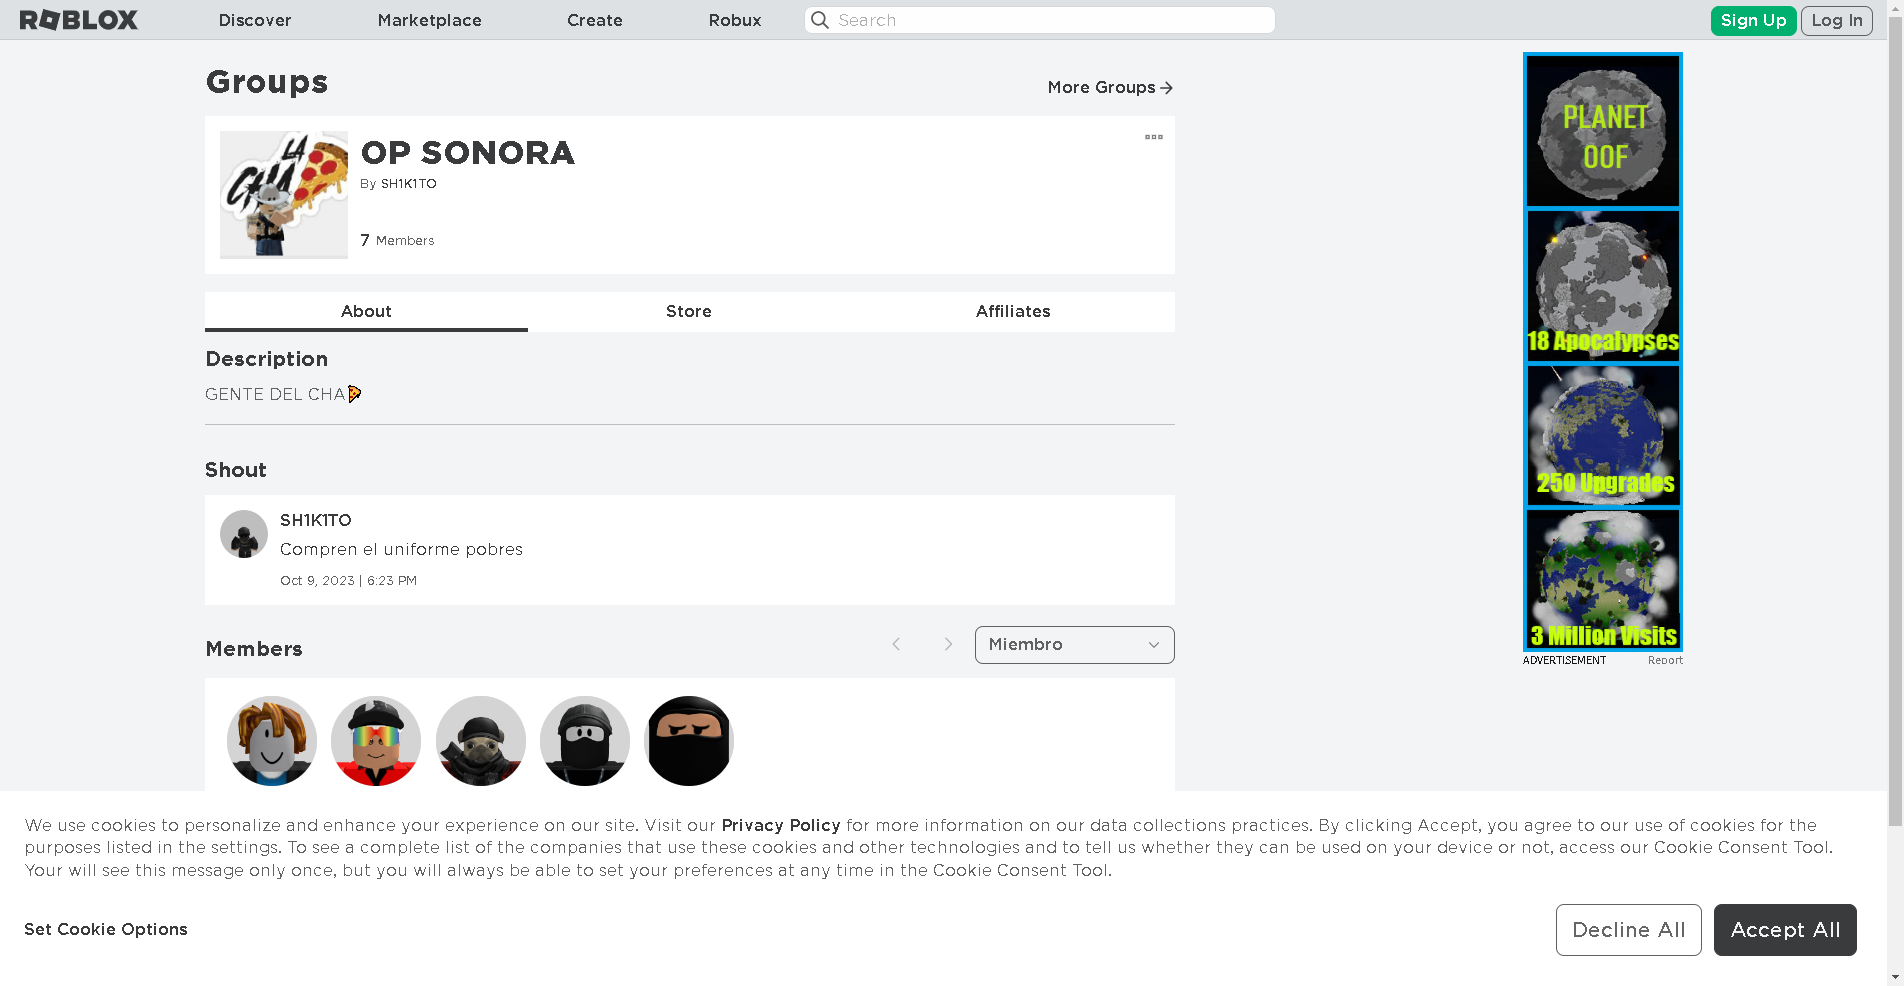 ROBLOX
Discover
Marketplace
Create
Robux
Search
Sign Up
Log In
Groups
More Groups
LA
CHA
OP SONORA
By SH1K1TO
7 Members
About
Store
Affiliates
Description
GENTE DEL CHA🍕
Shout
SH1K1TO
Compren el uniforme pobres
Oct 9, 2023 | 6:23 PM
Members
Miembro
PLANET
OOF
18 Apocalypses
250 Upgrades
3 Million Visits
ADVERTISEMENT
Report
We use cookies to personalize and enhance your experience on our site. Visit our Privacy Policy for more information on our data collections practices. By clicking Accept, you agree to our use of cookies for the
purposes listed in the settings. To see a complete list of the companies that use these cookies and other technologies and to tell us whether they can be used on your device or not, access our Cookie Consent Tool.
Your will see this message only once, but you will always be able to set your preferences at any time in the Cookie Consent Tool.
Set Cookie Options
Decline All
Accept All